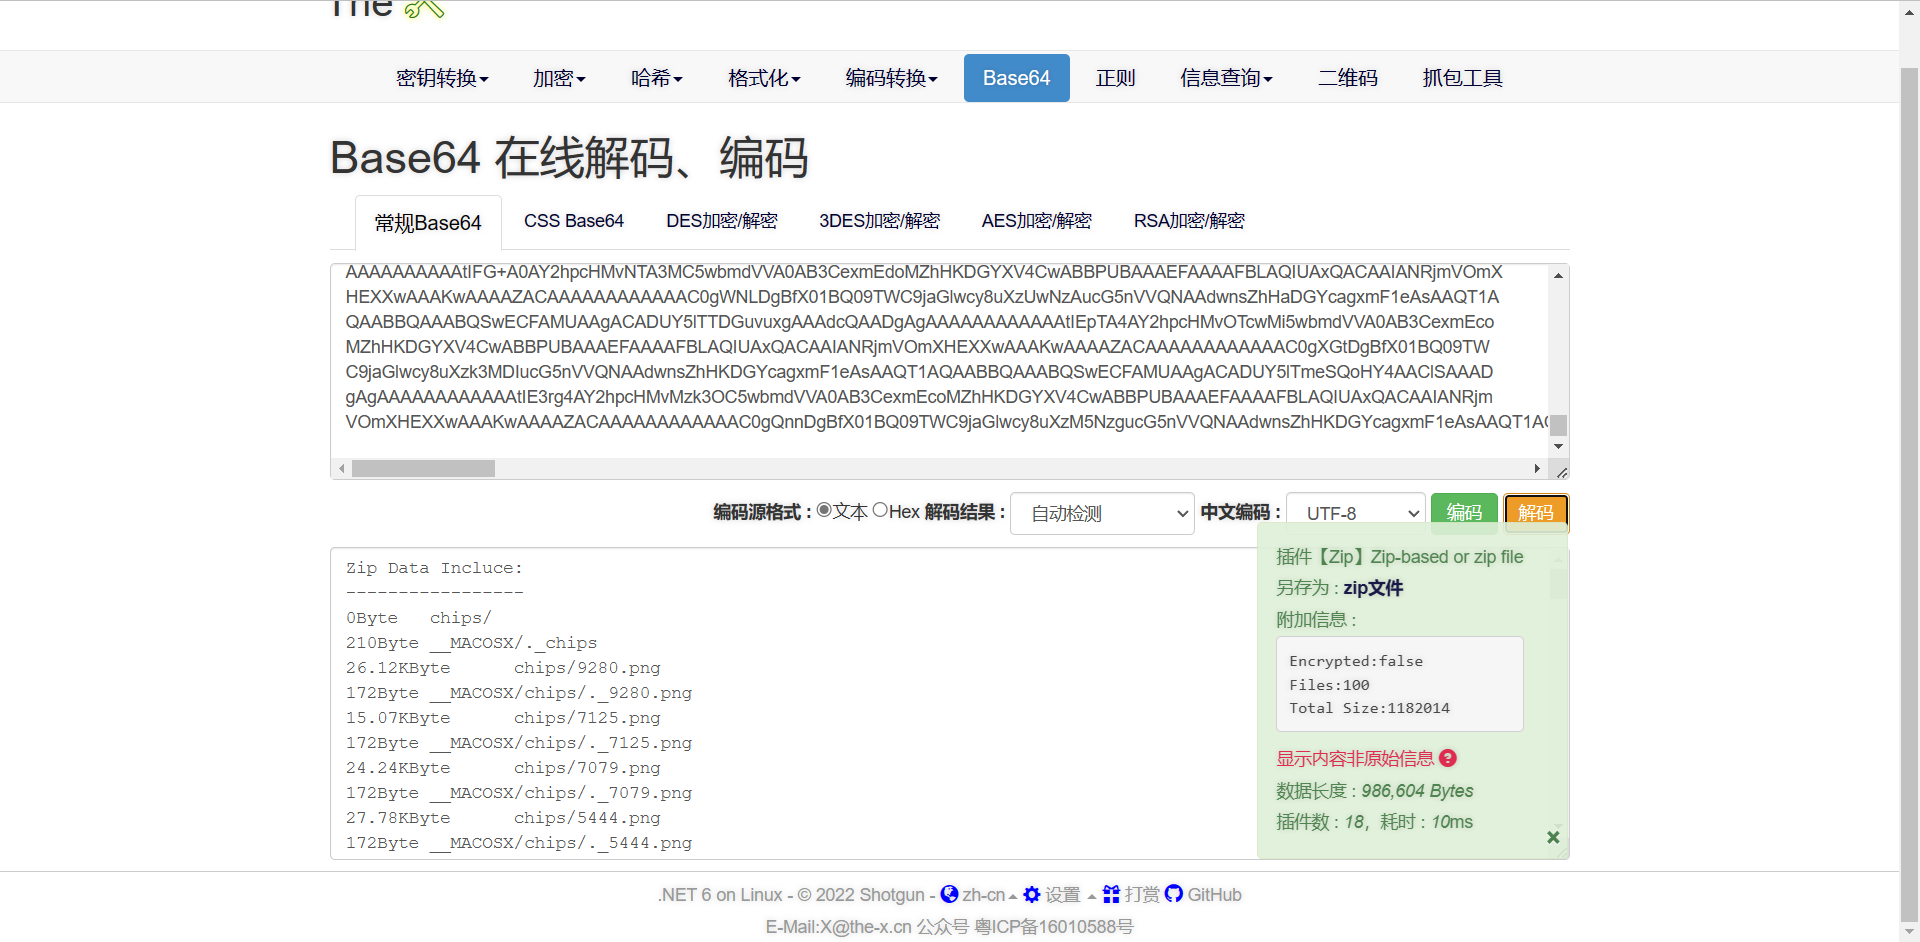 The
密钥转换 加密 哈希 格式化 编码转换 Base64 正则 信息查询 二维码 抓包工具
Base64 在线解码、编码
常规Base64 CSS Base64 DES加密/解密 3DES加密/解密 AES加密/解密 RSA加密/解密
AAAAAAAAAAtIFG+A0AY2hpcHMvNTA3MC5wbmdVVA0AB3CexmEdoMZhHKDGYXV4CwABBPUBAAAEFAAAAFBLAQIUAxQACAAIANRjmVOmX
HEXXwAAAKwAAAAZACAAAAAAAAAAAAC0gWNLDgBfX01BQ09TWC9jaGlwcy8uXzUwNzAucG5nVVQNAAdwnsZhHaDGYcagxmF1eAsAAQT1A
QAABBQAAABQSwECFAMUAAgACADUY5lTTDGuvuxgAAAdcQAADgAgAAAAAAAAAAAAtIEpTA4AY2hpcHMvOTcwMi5wbmdVVA0AB3CexmEco
MZhHKDGYXV4CwABBPUBAAAEFAAAAFBLAQIUAxQACAAIANRjmVOmXHEXXwAAAKwAAAAZACAAAAAAAAAAAAC0gXGtDgBfX01BQ09TW
C9jaGlwcy8uXzk3MDIucG5nVVQNAAdwnsZhHKDGYcagxmF1eAsAAQT1AQAABBQAAABQSwECFAMUAAgACADUY5lTmeSQoHY4AAClSAAAD
gAgAAAAAAAAAAAAtIE3rg4AY2hpcHMvMzk3OC5wbmdVVA0AB3CexmEcoMZhHKDGYXV4CwABBPUBAAAEFAAAAFBLAQIUAxQACAAIANRjm
VOmXHEXXwAAAKwAAAAZACAAAAAAAAAAAAC0gQnnDgBfX01BQ09TWC9jaGlwcy8uXzM5NzgucG5nVVQNAAdwnsZhHKDGYcagxmF1eAsAAQT1A
编码源格式 : 文本 Hex 解码结果 : 自动检测 中文编码 : UTF-8 编码 解码
Zip Data Incluce:
-----------------
0Byte chips/
210Byte __MACOSX/._chips
26.12KByte chips/9280.png
172Byte __MACOSX/chips/._9280.png
15.07KByte chips/7125.png
172Byte __MACOSX/chips/._7125.png
24.24KByte chips/7079.png
172Byte __MACOSX/chips/._7079.png
27.78KByte chips/5444.png
172Byte __MACOSX/chips/._5444.png
插件【Zip】Zip-based or zip file
另存为 : zip文件
附加信息 :
Encrypted:false
Files:100
Total Size:1182014
显示内容非原始信息
数据长度 : 986,604 Bytes
插件数 : 18，耗时 : 10ms
.NET 6 on Linux - © 2022 Shotgun - zh-cn 设置 打赏 GitHub
E-Mail:X@the-x.cn 公众号 粤ICP备16010588号